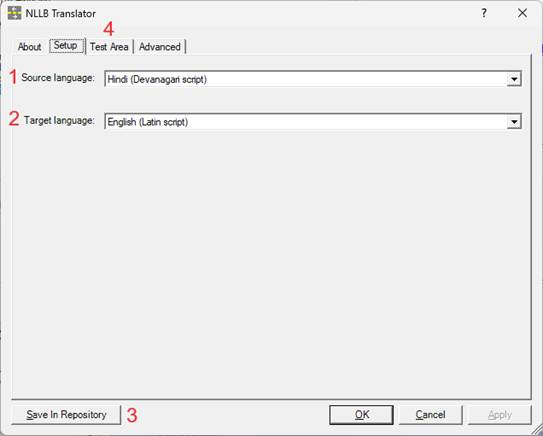 NLLB Translator ? ×
4
About Setup Test Area Advanced
1 Source language: Hindi (Devanagari script)
2 Target language: English (Latin script)
Save In Repository 3 OK Cancel Apply